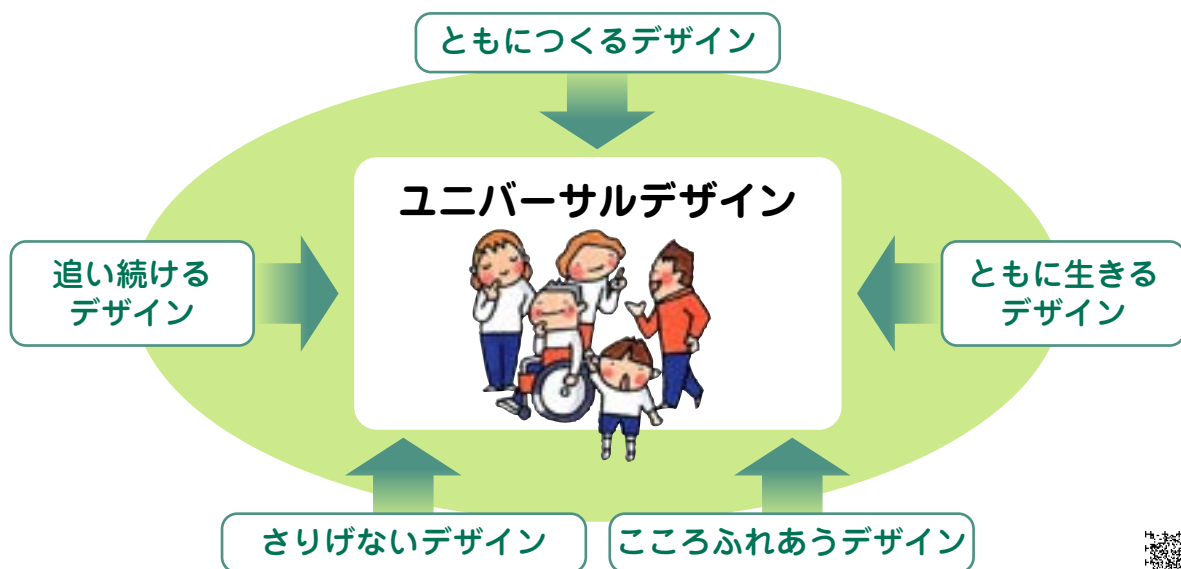 ともにつくるデザイン
ユニバーサルデザイン
追い続ける
デザイン
ともに生きる
デザイン
さりげないデザイン
こころふれあうデザイン